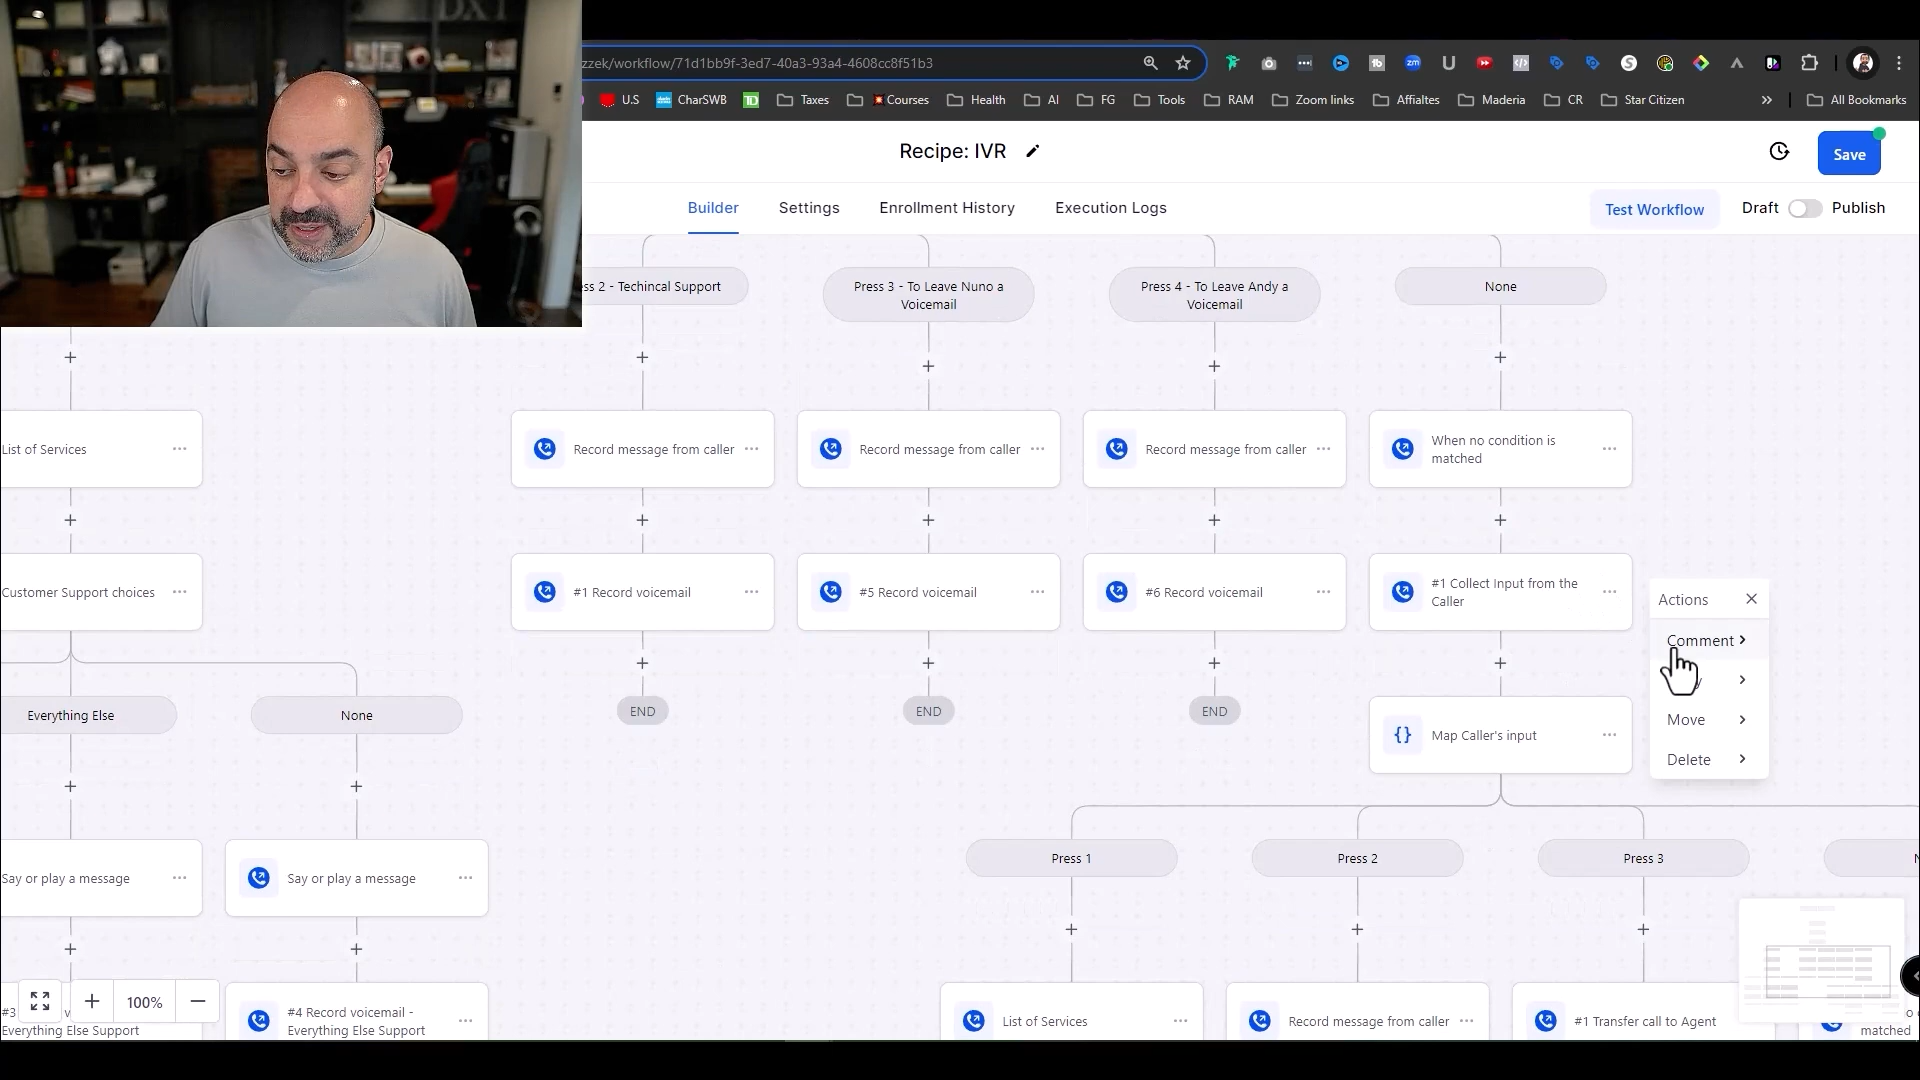 DXT
zzek/workflow/71d1bb9f-3ed7-40a3-93a4-4608cc8f51b3
U.S
CharSWB
Taxes
Courses
Health
AI
FG
Tools
RAM
Zoom links
Affialtes
Maderia
CR
Star Citizen
All Bookmarks
Recipe: IVR
Save
Builder
Settings
Enrollment History
Execution Logs
Test Workflow
Draft
Publish
ss 2 - Techincal Support
Press 3 - To Leave Nuno a
Voicemail
Press 4 - To Leave Andy a
Voicemail
None
List of Services
Record message from caller
Record message from caller
Record message from caller
When no condition is
matched
Customer Support choices
#1 Record voicemail
#5 Record voicemail
#6 Record voicemail
#1 Collect Input from the
Caller
Actions
Comment
Move
Delete
Everything Else
None
END
END
END
Map Caller's input
Say or play a message
Say or play a message
Press 1
Press 2
Press 3
100%
#3
Everything Else Support
#4 Record voicemail -
Everything Else Support
List of Services
Record message from caller
#1 Transfer call to Agent
matched